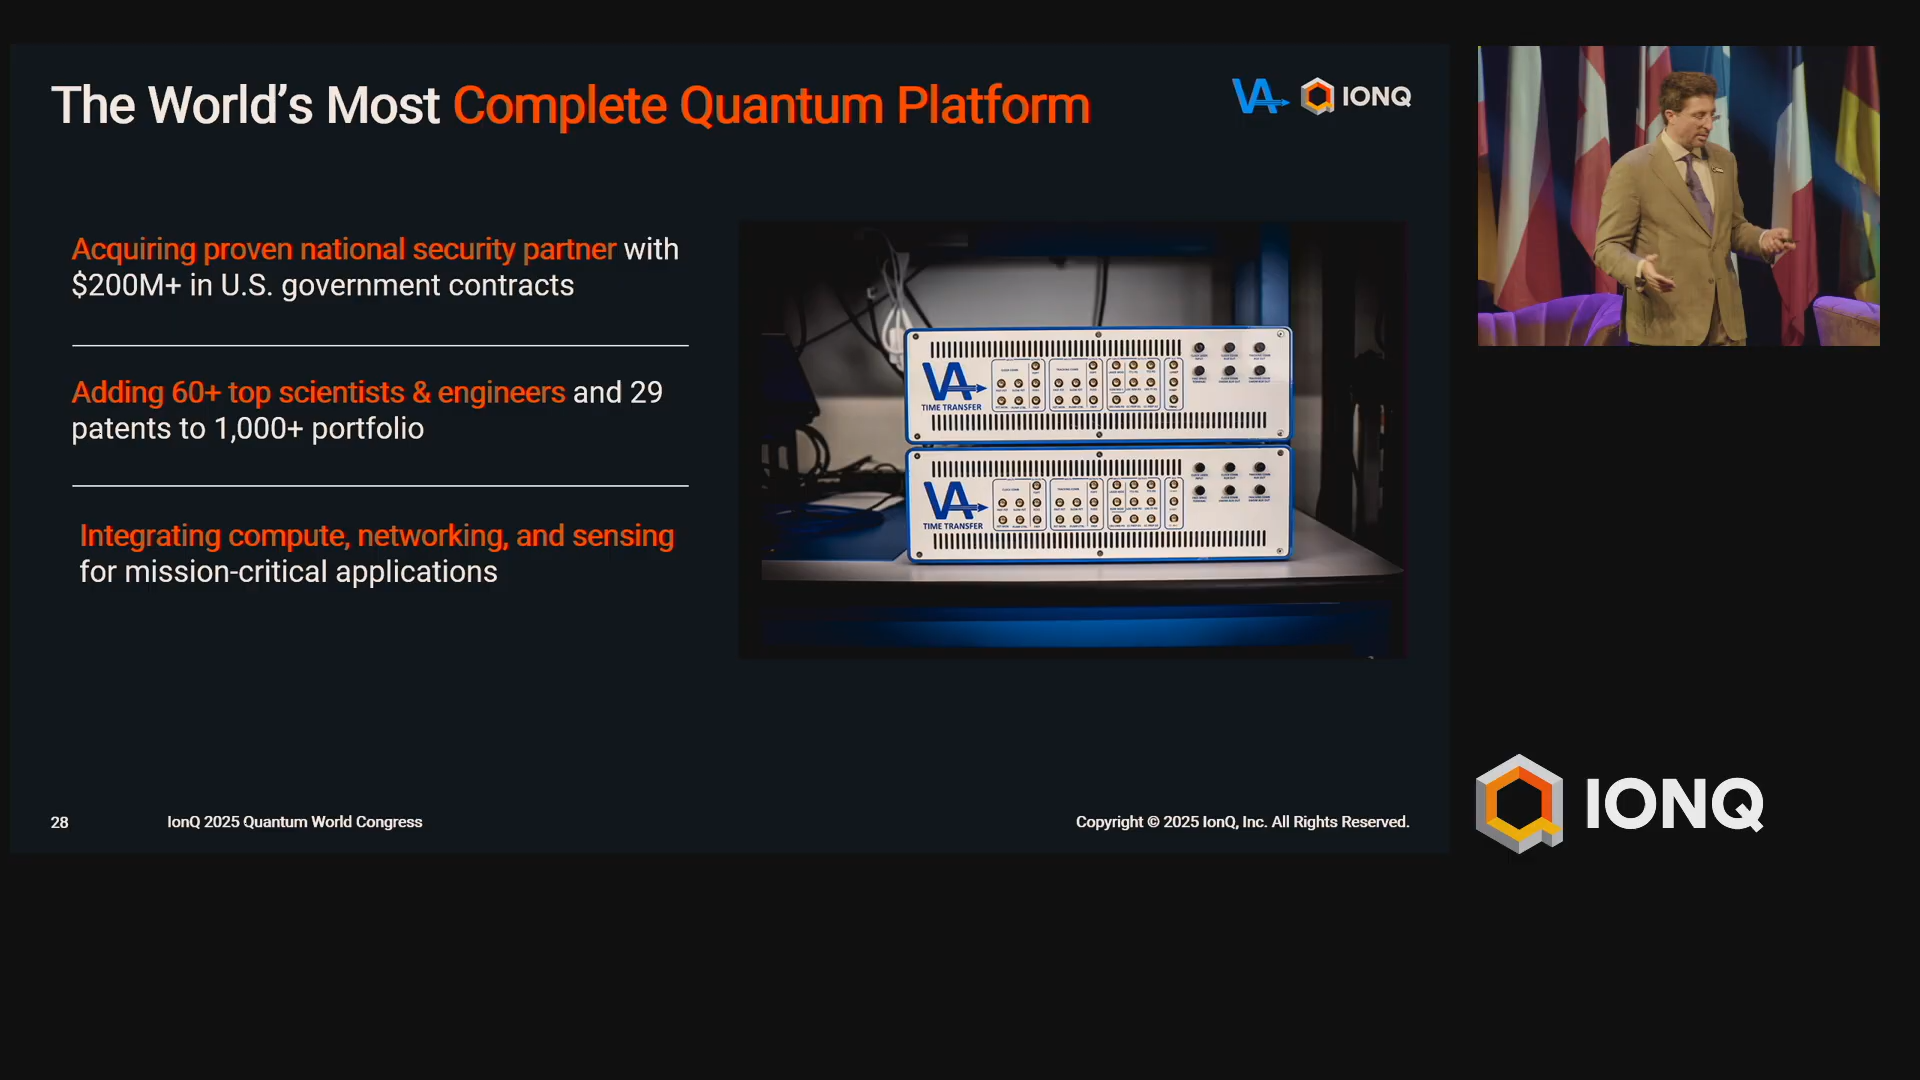 The World’s Most Complete Quantum Platform
VA IONQ
Acquiring proven national security partner with
$200M+ in U.S. government contracts
Adding 60+ top scientists & engineers and 29
patents to 1,000+ portfolio
Integrating compute, networking, and sensing
for mission-critical applications
VA
TIME TRANSFER
VA
TIME TRANSFER
28
IonQ 2025 Quantum World Congress
Copyright © 2025 IonQ, Inc. All Rights Reserved.
IONQ